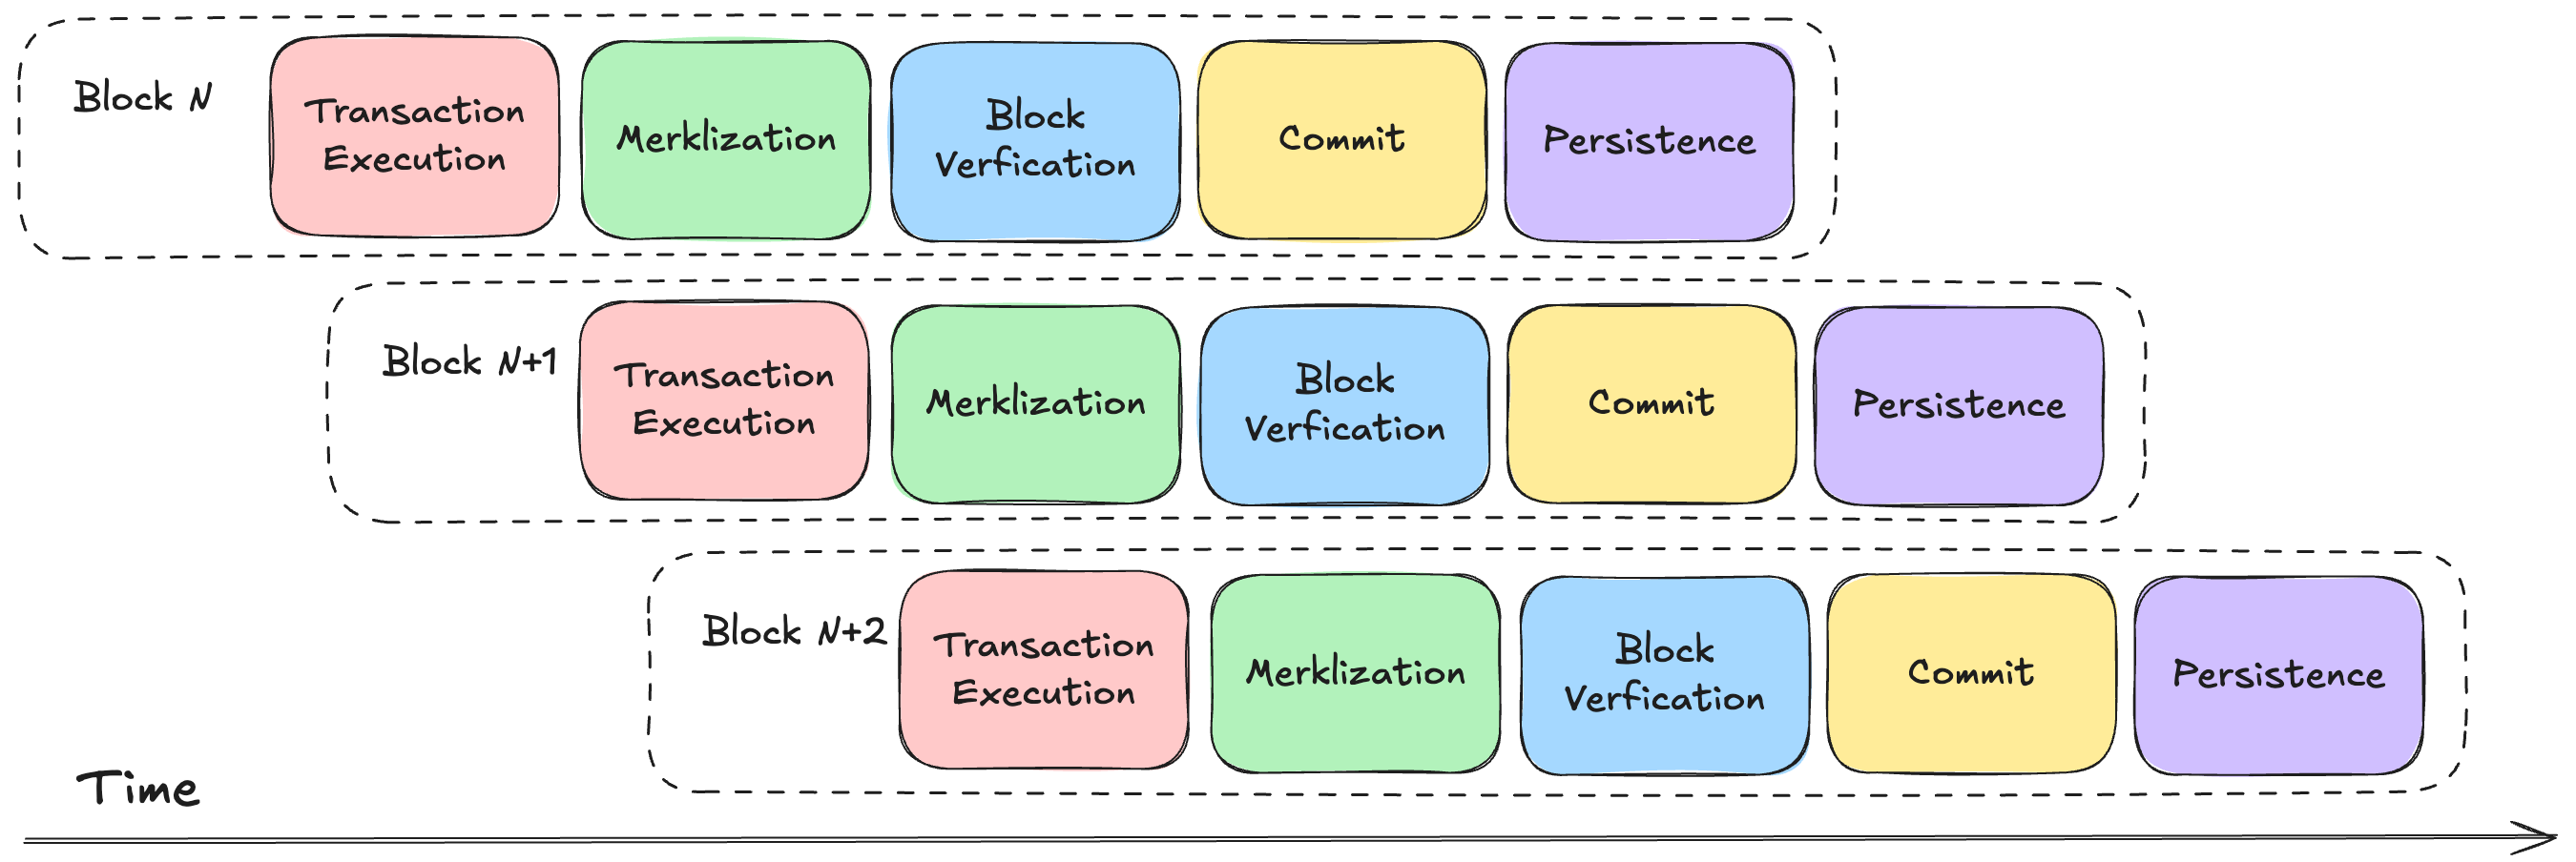 Block N
Transaction
Execution
Merklization
Block
Verfication
Commit
Persistence
Block N+1
Transaction
Execution
Merklization
Block
Verfication
Commit
Persistence
Block N+2
Transaction
Execution
Merklization
Block
Verfication
Commit
Persistence
Time